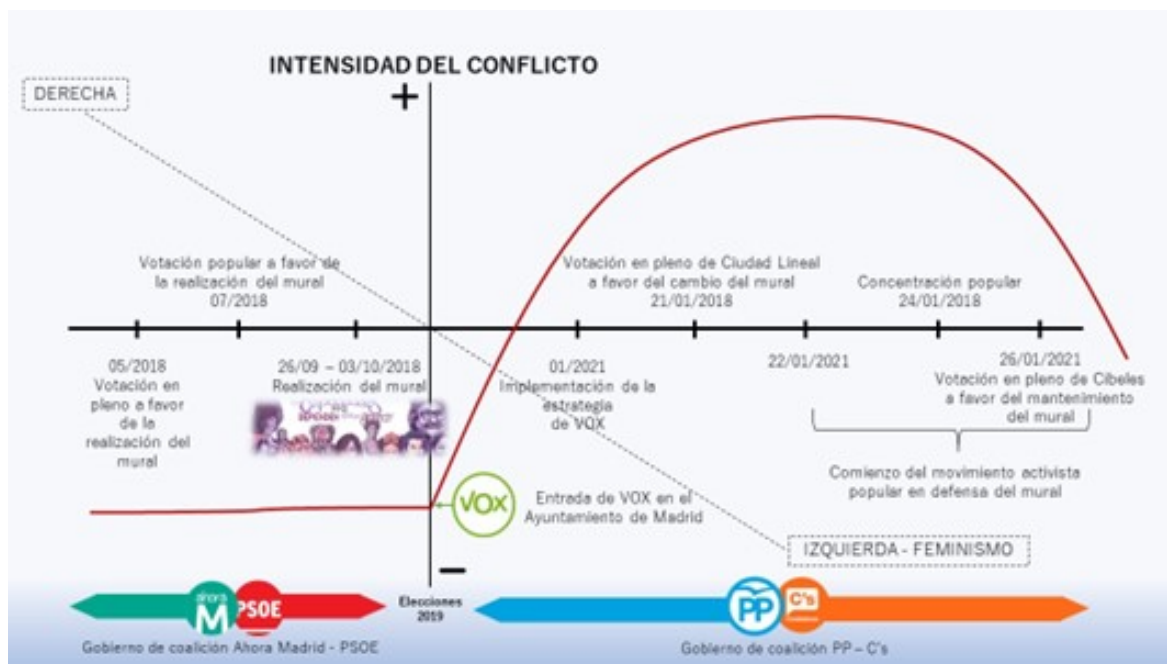 INTENSIDAD DEL CONFLICTO
+
DERECHA
Votación popular a favor de
la realización del mural
07/2018
Votación en pleno de Ciudad Lineal
a favor del cambio del mural
21/01/2018
Concentración popular
24/01/2018
05/2018
Votación en
pleno a favor
de la
realización del
mural
26/09 – 03/10/2018
Realización del mural
01/2021
Implementación de la
estrategia
de VOX
22/01/2021
26/01/2021
Votación en pleno de Cibeles
a favor del mantenimiento
del mural
Comienzo del movimiento activista
popular en defensa del mural
VOX
Entrada de VOX en el
Ayuntamiento de Madrid
IZQUIERDA - FEMINISMO
–
ahora
M
PSOE
Elecciones
2019
PP
C's
Gobierno de coalición Ahora Madrid - PSOE
Gobierno de coalición PP – C's